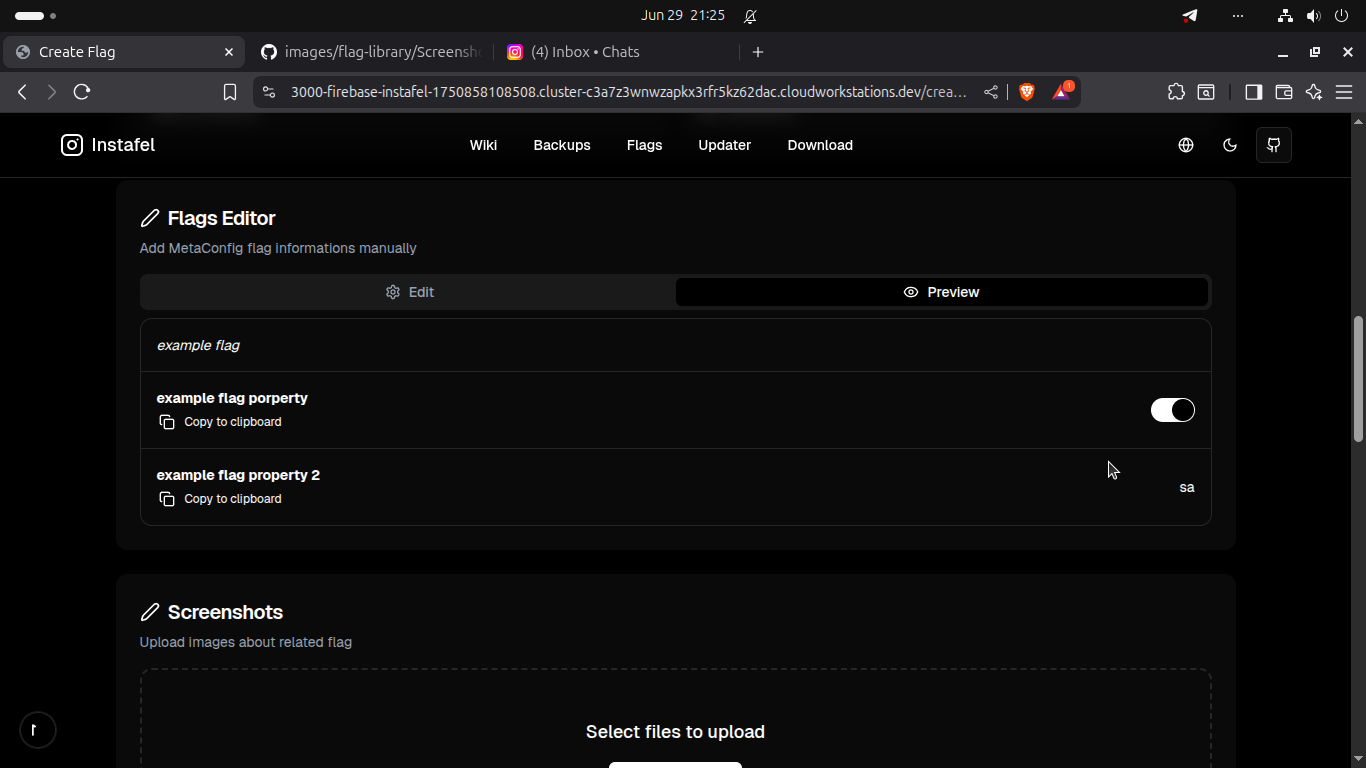 Jun 29 21:25
Create Flag
images/flag-library/Screensh
(4) Inbox • Chats
3000-firebase-instafel-1750858108508.cluster-c3a7z3wnwzapkx3rfr5kz62dac.cloudworkstations.dev/crea...
1
Instafel
Wiki
Backups
Flags
Updater
Download
Flags Editor
Add MetaConfig flag informations manually
Edit
Preview
example flag
example flag porperty
Copy to clipboard
example flag property 2
Copy to clipboard
sa
Screenshots
Upload images about related flag
Select files to upload